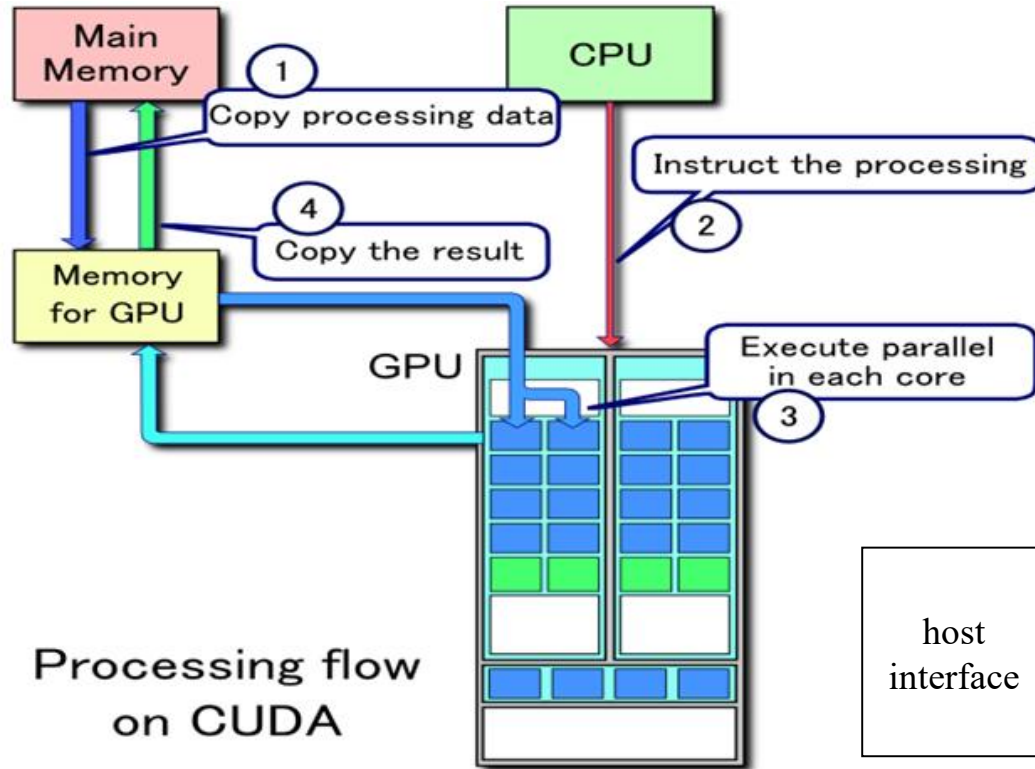 Main
Memory
CPU
1
Copy processing data
Instruct the processing
2
4
Copy the result
Memory
for GPU
GPU
Execute parallel
in each core
3
host
interface
Processing flow
on CUDA